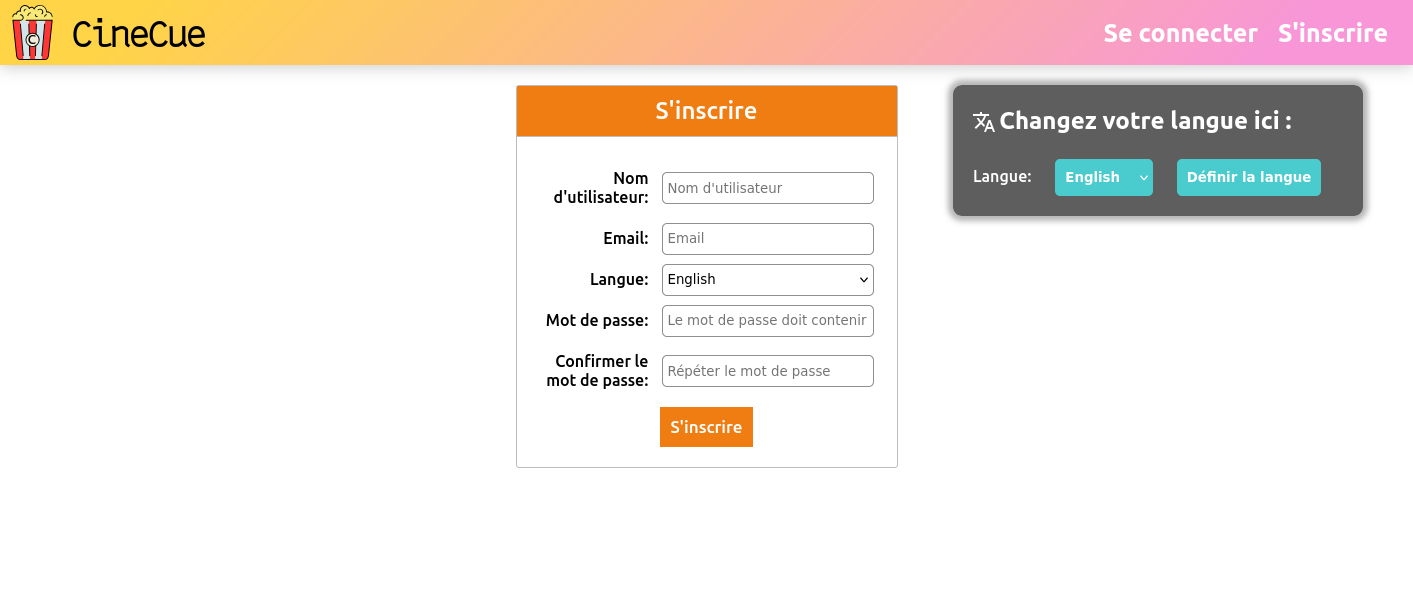 CineCue
Se connecter
S'inscrire
S'inscrire
Nom
d'utilisateur:
Nom d'utilisateur
Email:
Email
Langue:
English
Mot de passe:
Le mot de passe doit contenir
Confirmer le
mot de passe:
Répéter le mot de passe
S'inscrire
Changez votre langue ici :
Langue:
English
Définir la langue